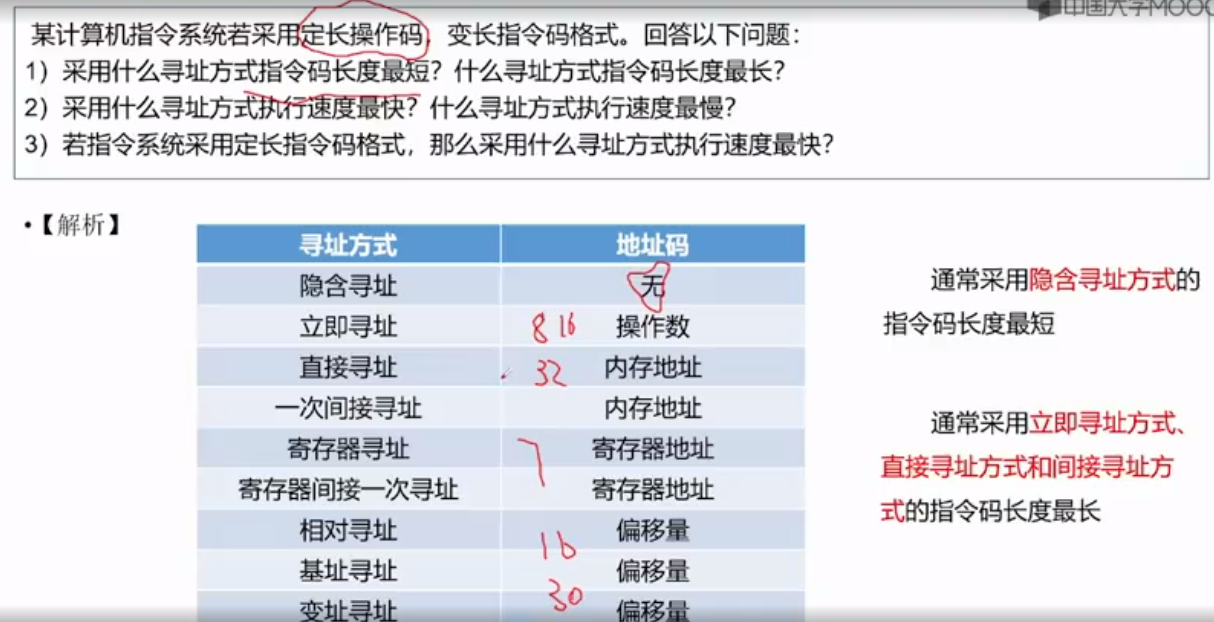 中国大学MOOC
某计算机指令系统若采用定长操作码，变长指令码格式。回答以下问题：
1）采用什么寻址方式指令码长度最短？什么寻址方式指令码长度最长？
2）采用什么寻址方式执行速度最快？什么寻址方式执行速度最慢？
3）若指令系统采用定长指令码格式，那么采用什么寻址方式执行速度最快？
•【解析】
寻址方式 地址码
隐含寻址 无
立即寻址 8 16 操作数
直接寻址 32 内存地址
一次间接寻址 内存地址
寄存器寻址 寄存器地址
寄存器间接一次寻址 寄存器地址
相对寻址 偏移量
16
基址寻址 偏移量
变址寻址 30 偏移量
通常采用隐含寻址方式的
指令码长度最短
通常采用立即寻址方式、
直接寻址方式和间接寻址方
式的指令码长度最长